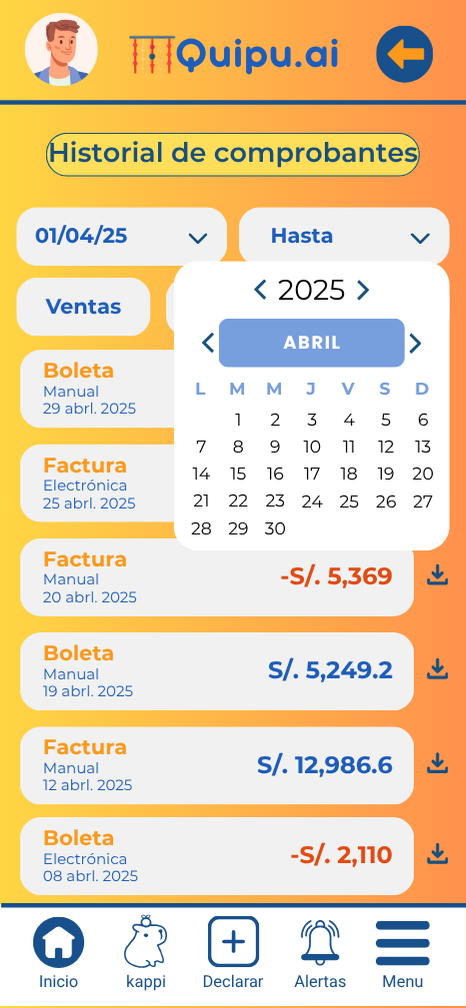 Quipu.ai
Historial de comprobantes
01/04/25
Hasta
Ventas
2025
ABRIL
L M M J V S D
1 2 3 4 5 6
7 8 9 10 11 12 13
14 15 16 17 18 19 20
21 22 23 24 25 26 27
28 29 30
Boleta
Manual
29 abrl. 2025
Factura
Electrónica
25 abrl. 2025
Factura
Manual
20 abrl. 2025
-S/. 5,369
Boleta
Manual
19 abrl. 2025
S/. 5,249.2
Factura
Manual
12 abrl. 2025
S/. 12,986.6
Boleta
Electrónica
08 abrl. 2025
-S/. 2,110
Inicio
kappi
Declarar
Alertas
Menu